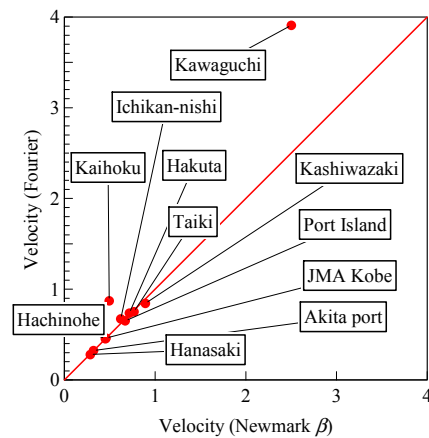 4
3
2
1
0
0
1
2
3
4
Velocity (Fourier)
Velocity (Newmark β)
Kawaguchi
Ichikan-nishi
Kaihoku
Hakuta
Kashiwazaki
Taiki
Port Island
JMA Kobe
Hachinohe
Akita port
Hanasaki